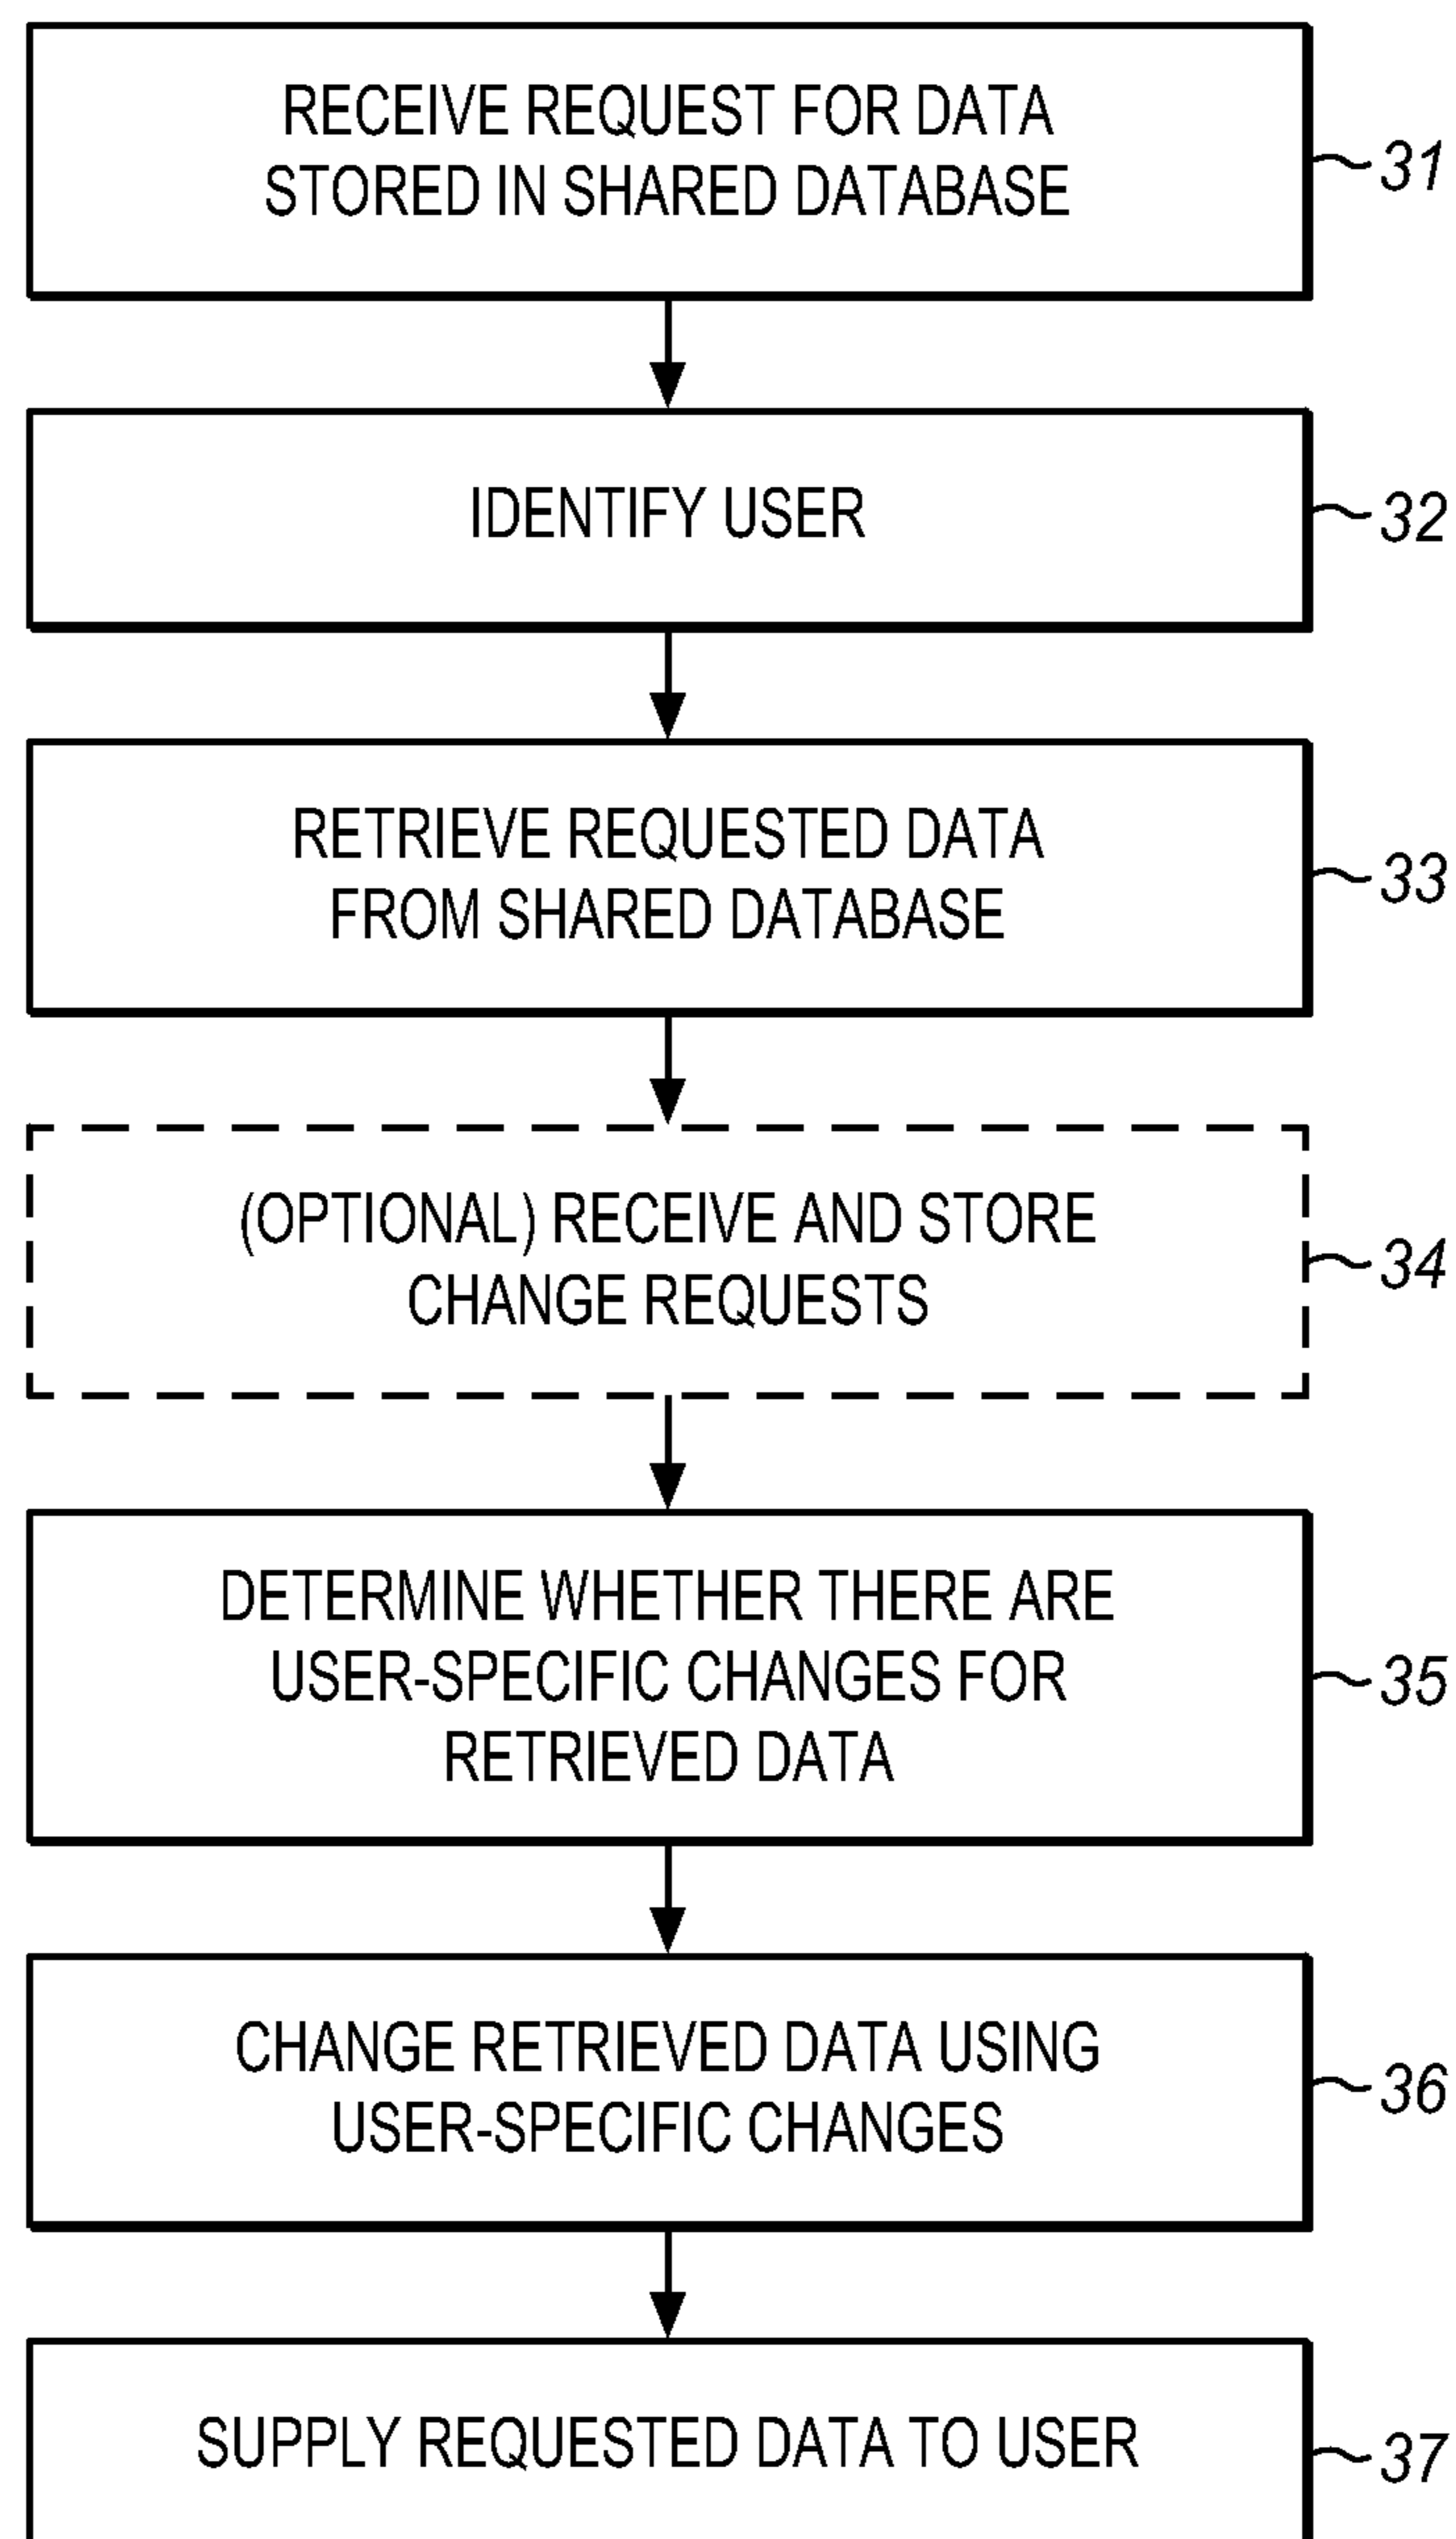 RECEIVE REQUEST FOR DATA
STORED IN SHARED DATABASE
31
IDENTIFY USER
32
RETRIEVE REQUESTED DATA
FROM SHARED DATABASE
33
(OPTIONAL) RECEIVE AND STORE
CHANGE REQUESTS
34
DETERMINE WHETHER THERE ARE
USER-SPECIFIC CHANGES FOR
RETRIEVED DATA
35
CHANGE RETRIEVED DATA USING
USER-SPECIFIC CHANGES
36
SUPPLY REQUESTED DATA TO USER
37